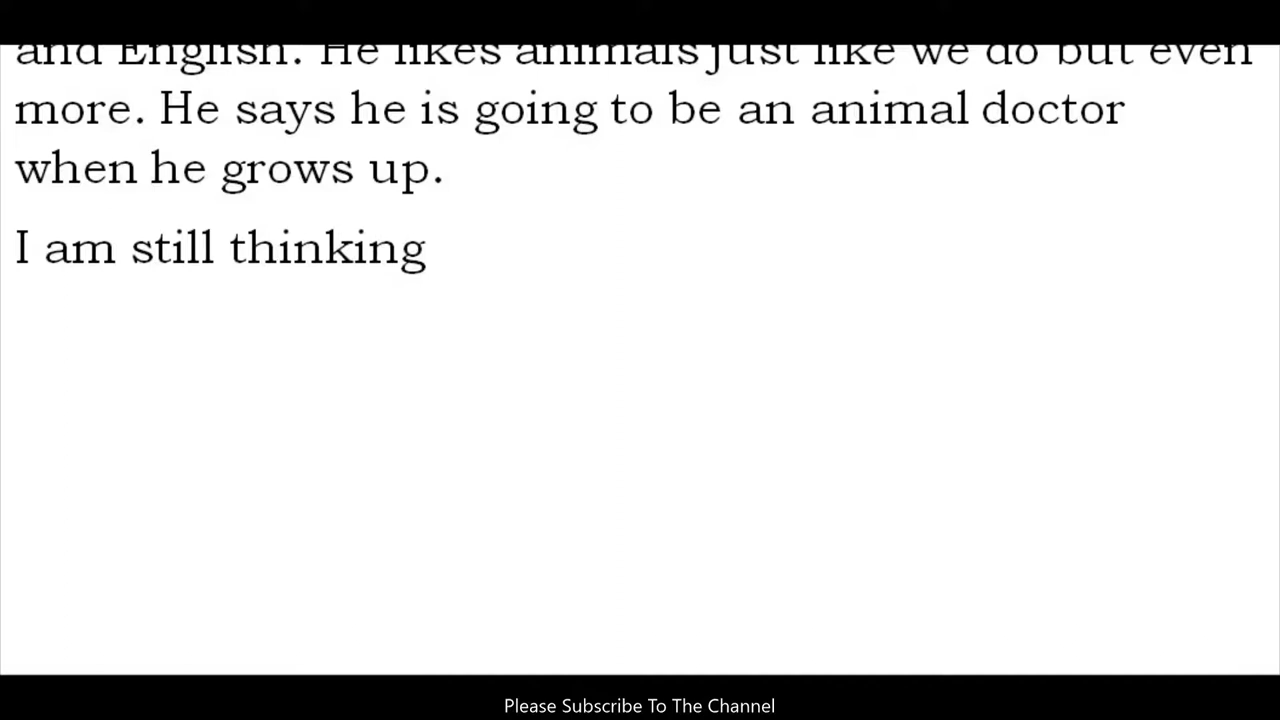 and English. He likes animals just like we do but even
more. He says he is going to be an animal doctor
when he grows up.
I am still thinking
Please Subscribe To The Channel